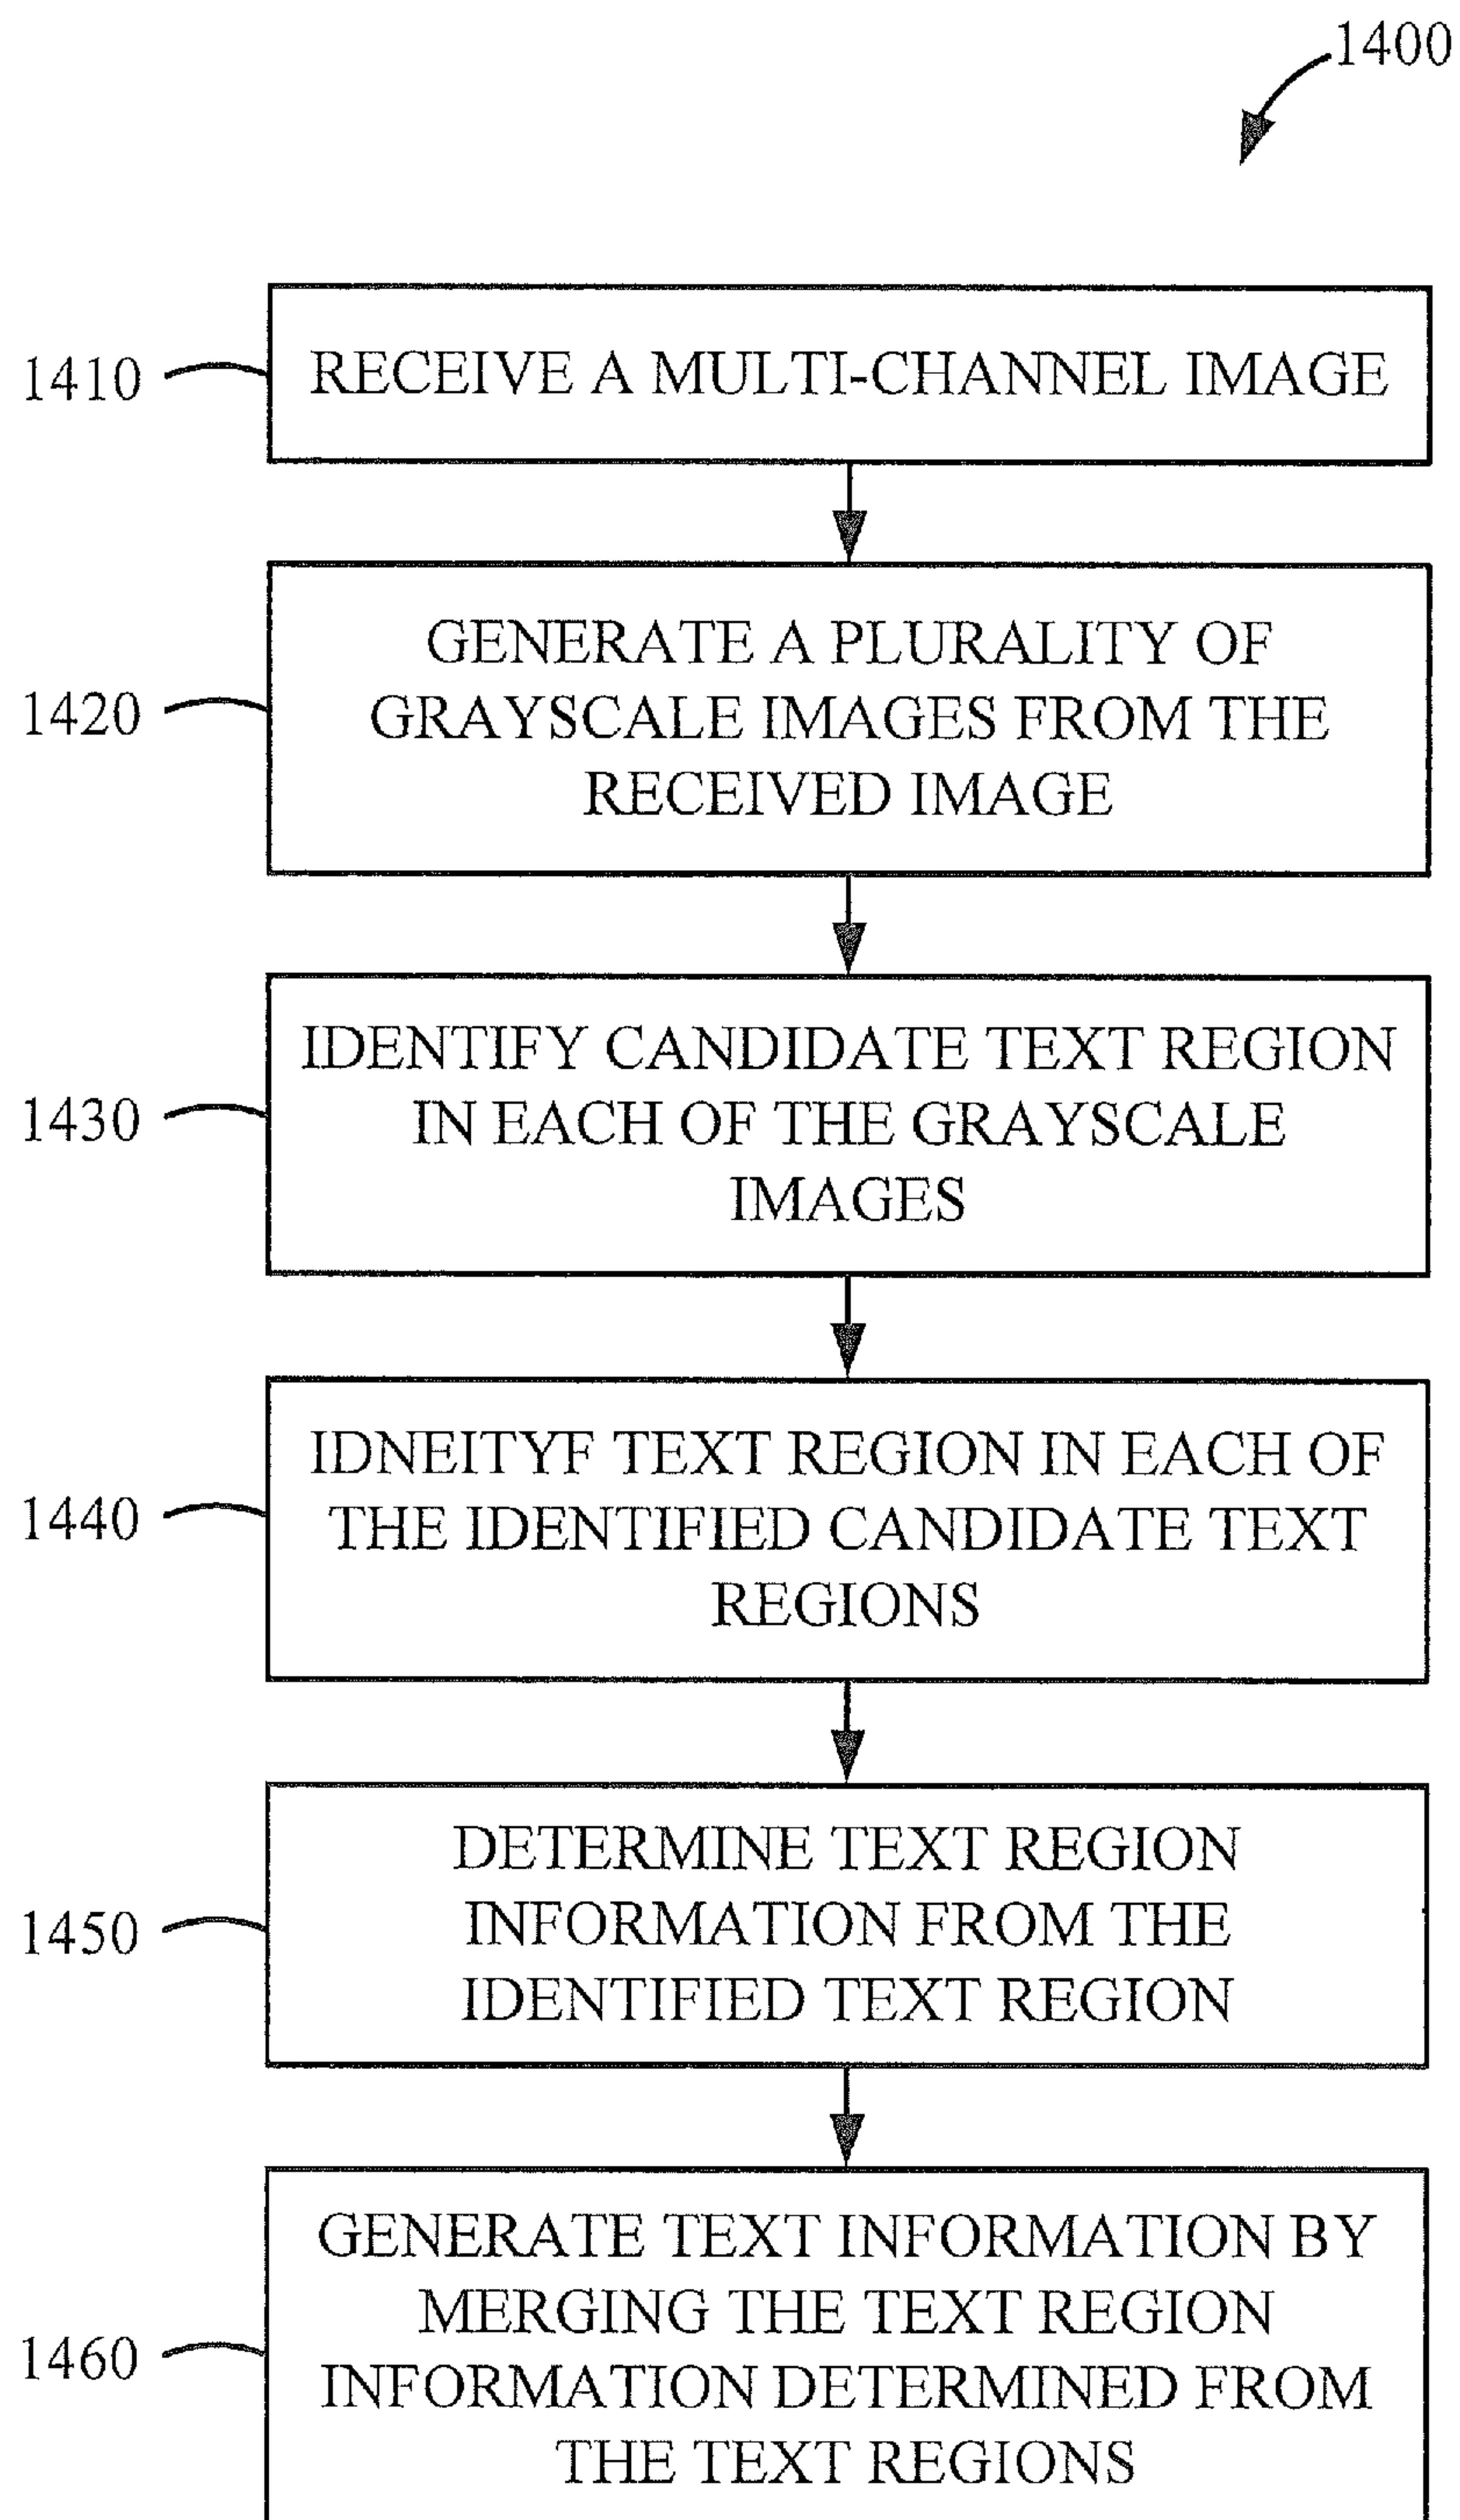 1400
1410
RECEIVE A MULTI-CHANNEL IMAGE
1420
GENERATE A PLURALITY OF
GRAYSCALE IMAGES FROM THE
RECEIVED IMAGE
1430
IDENTIFY CANDIDATE TEXT REGION
IN EACH OF THE GRAYSCALE
IMAGES
1440
IDNEITYF TEXT REGION IN EACH OF
THE IDENTIFIED CANDIDATE TEXT
REGIONS
1450
DETERMINE TEXT REGION
INFORMATION FROM THE
IDENTIFIED TEXT REGION
1460
GENERATE TEXT INFORMATION BY
MERGING THE TEXT REGION
INFORMATION DETERMINED FROM
THE TEXT REGIONS